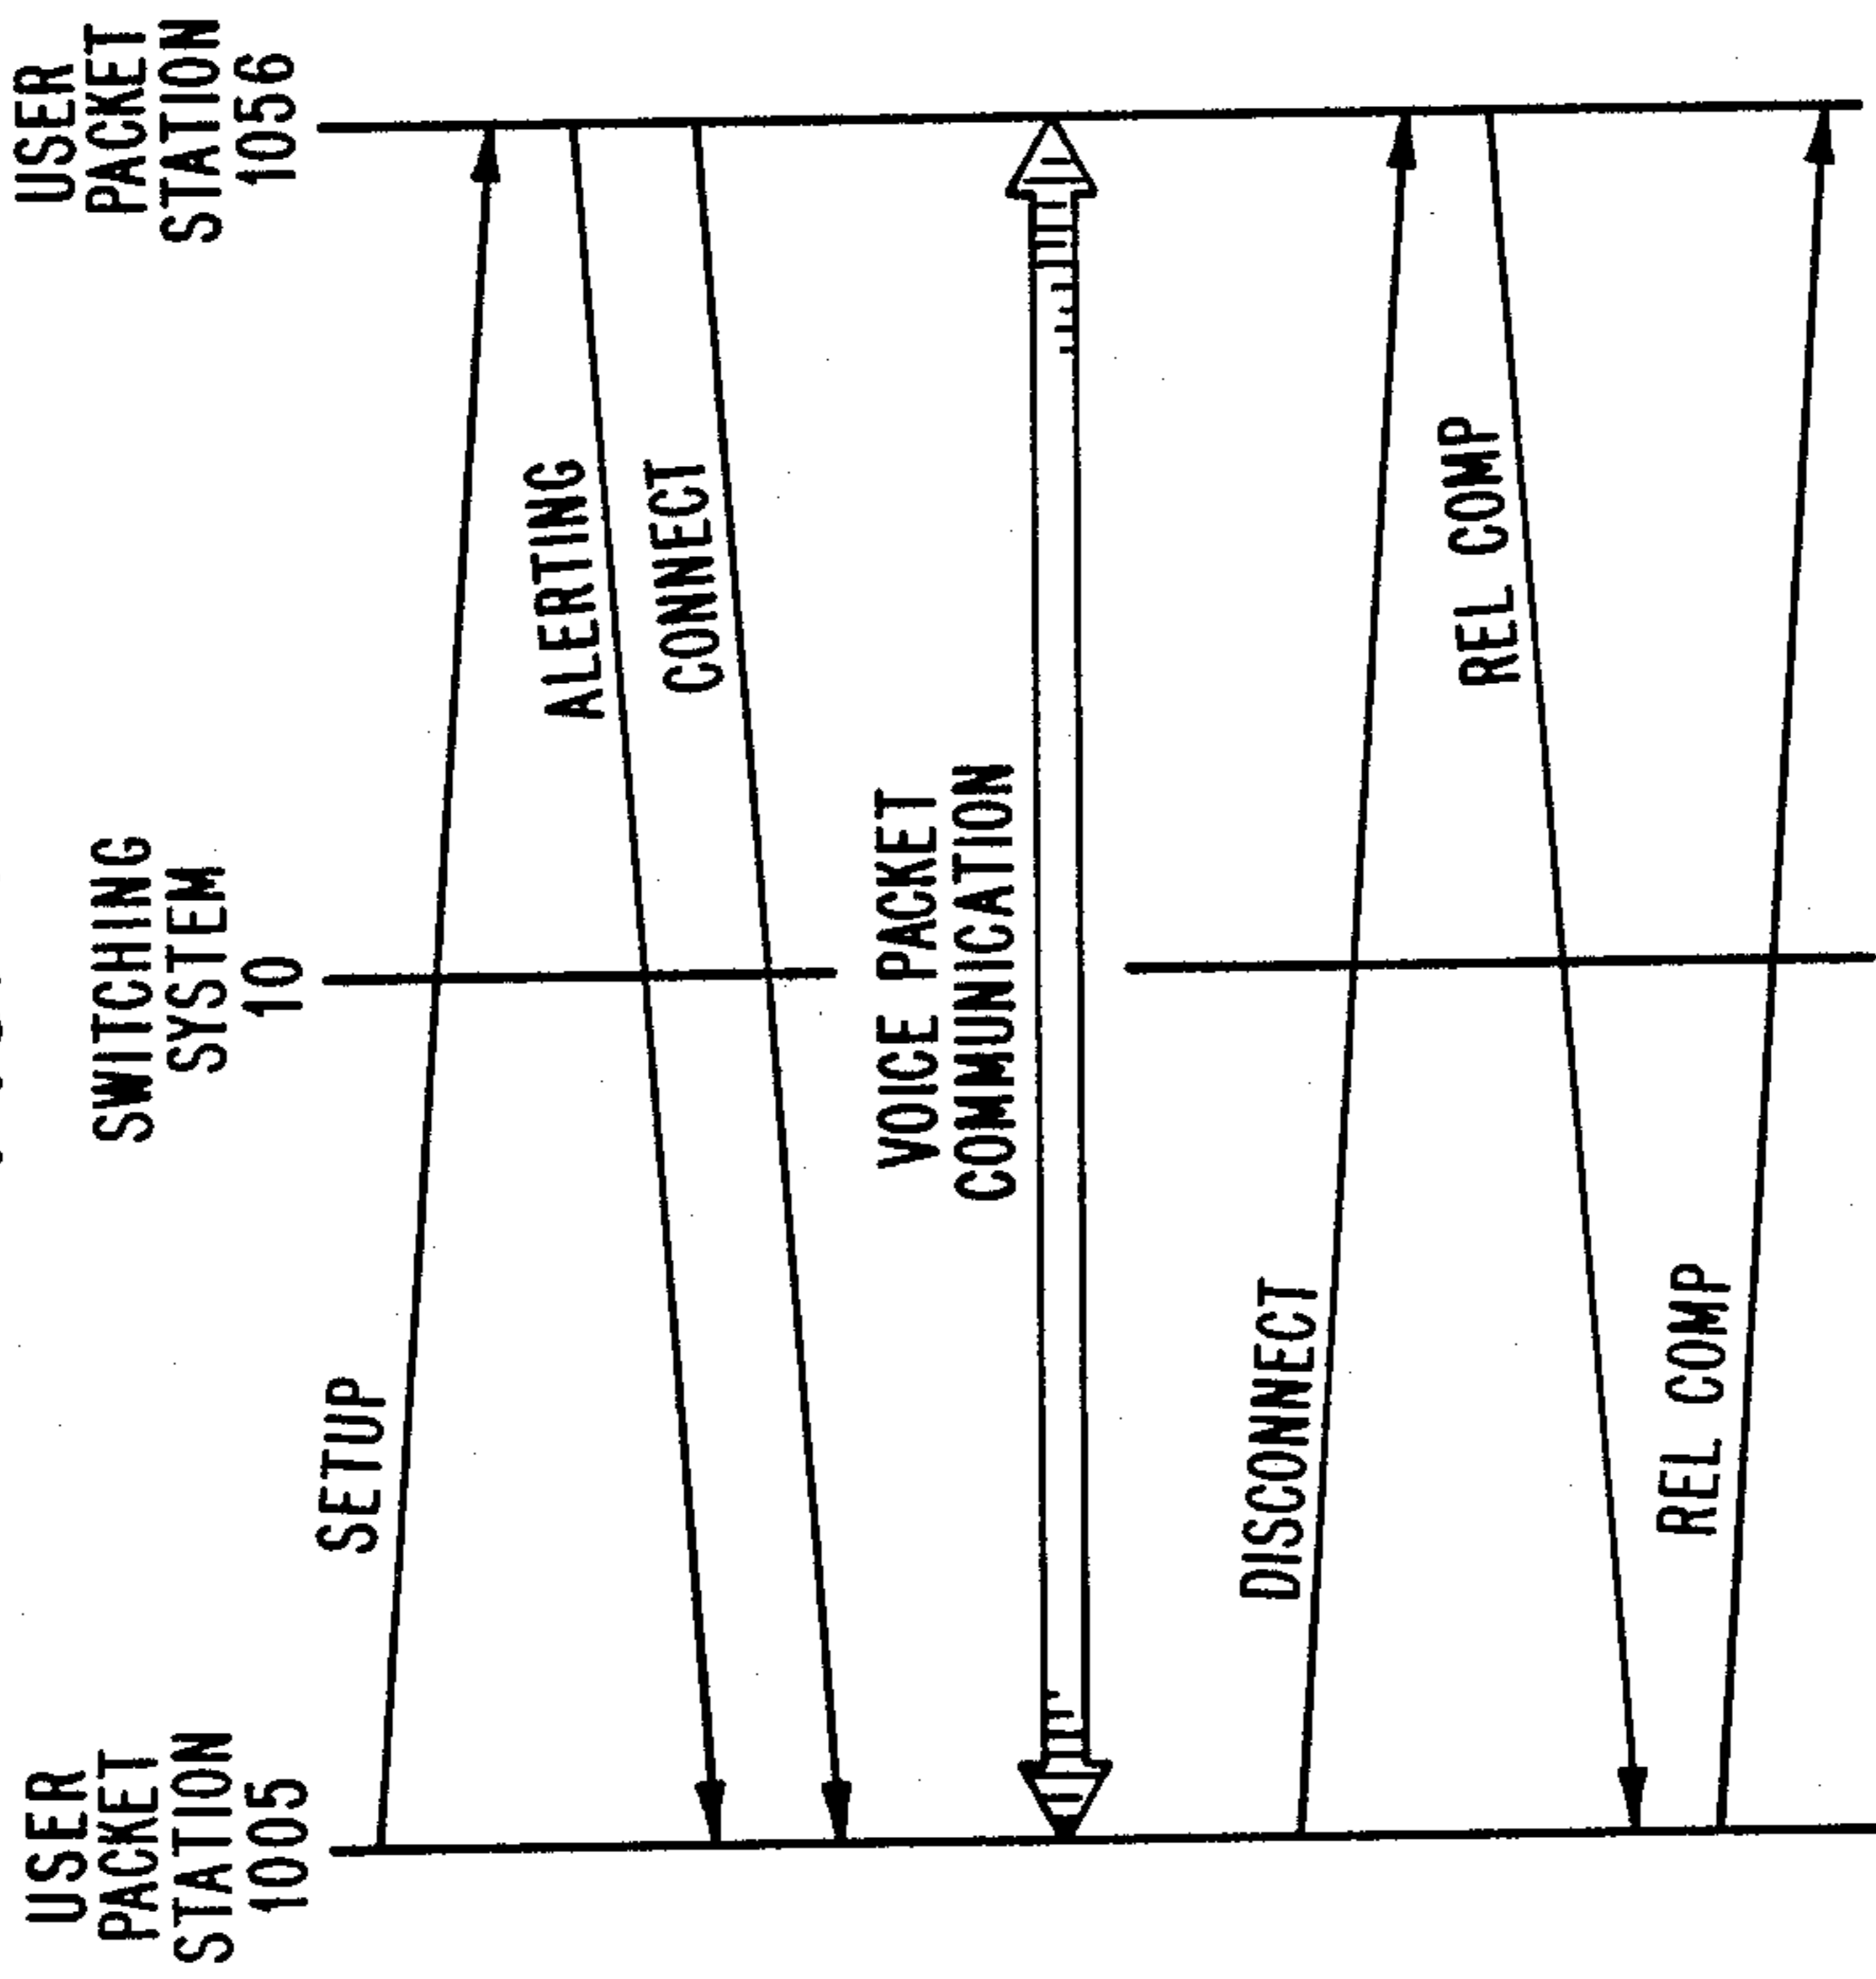 USER
PACKET
STATION
1005
SWITCHING
SYSTEM
10
USER
PACKET
STATION
1056
SETUP
ALERTING
CONNECT
VOICE PACKET
COMMUNICATION
DISCONNECT
REL COMP
REL COMP